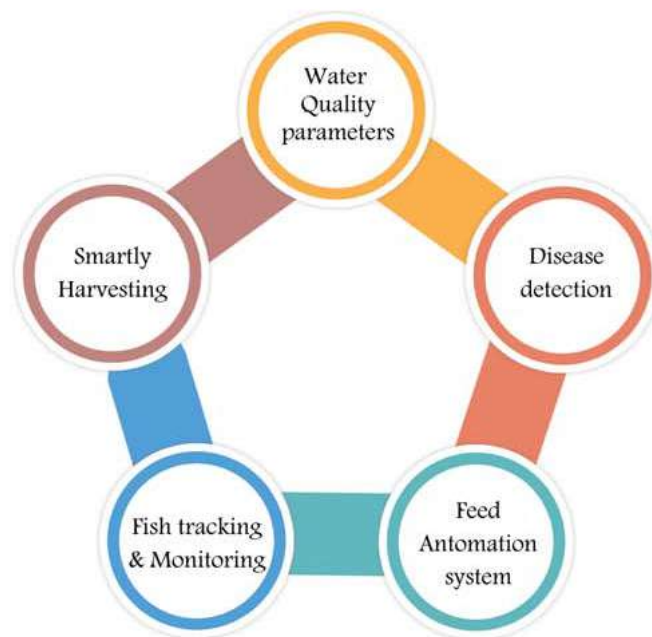 Water
Quality
parameters
Disease
detection
Feed
Antomation
system
Fish tracking
& Monitoring
Smartly
Harvesting